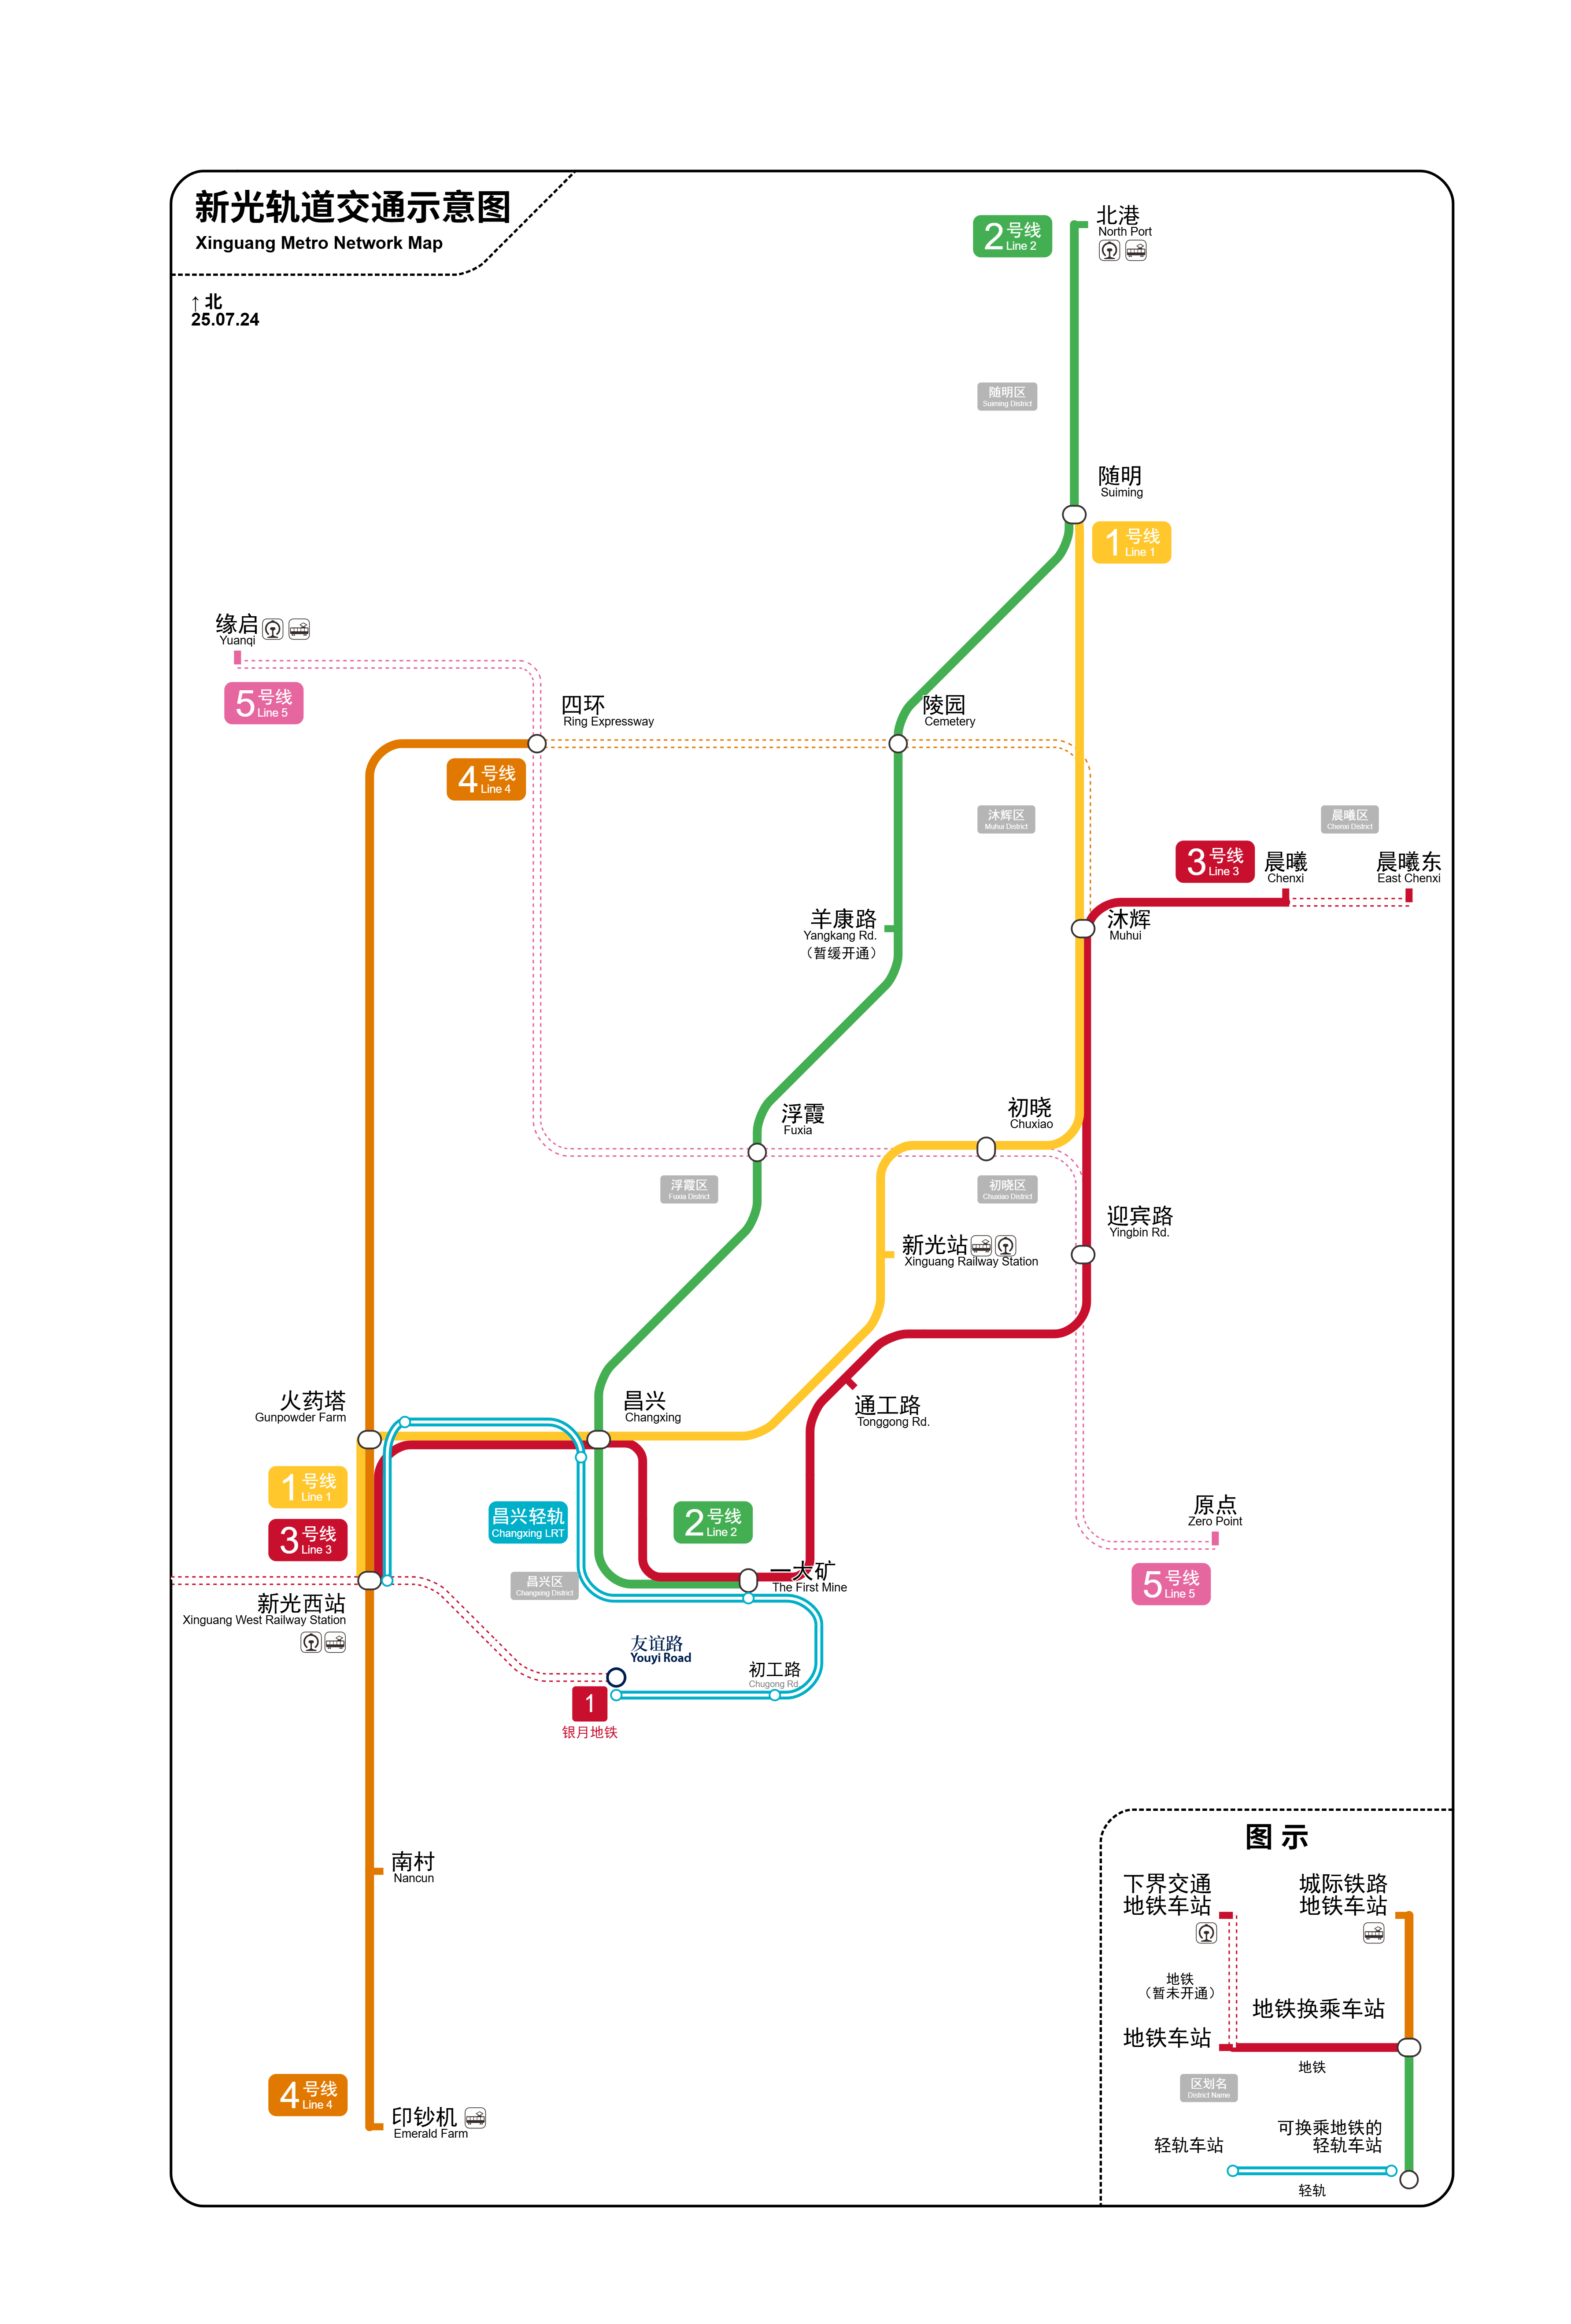 新光轨道交通示意图
Xinguang Metro Network Map
↑北
25.07.24
2号线
Line 2
北港
North Port
随明区
Suiming District
随明
Suiming
1号线
Line 1
缘启
Yuanqi
5号线
Line 5
四环
Ring Expressway
陵园
Cemetery
4号线
Line 4
沐辉区
Muhui District
晨曦区
Chenxi District
3号线
Line 3
晨曦
Chenxi
晨曦东
East Chenxi
羊康路
Yangkang Rd.
（暂缓开通）
沐辉
Muhui
浮霞
Fuxia
初晓
Chuxiao
浮霞区
Fuxia District
初晓区
Chuxiao District
迎宾路
Yingbin Rd.
新光站
Xinguang Railway Station
火药塔
Gunpowder Farm
昌兴
Changxing
通工路
Tonggong Rd.
1号线
Line 1
3号线
Line 3
昌兴轻轨
Changxing LRT
2号线
Line 2
原点
Zero Point
5号线
Line 5
昌兴区
Changxing District
一大矿
The First Mine
新光西站
Xinguang West Railway Station
友谊路
Youyi Road
初工路
Chugong Rd.
1
银月地铁
南村
Nancun
4号线
Line 4
印钞机
Emerald Farm
图 示
下界交通
地铁车站
城际铁路
地铁车站
地铁
（暂未开通）
地铁换乘车站
地铁车站
地铁
区划名
District Name
可换乘地铁的
轻轨车站
轻轨车站
轻轨